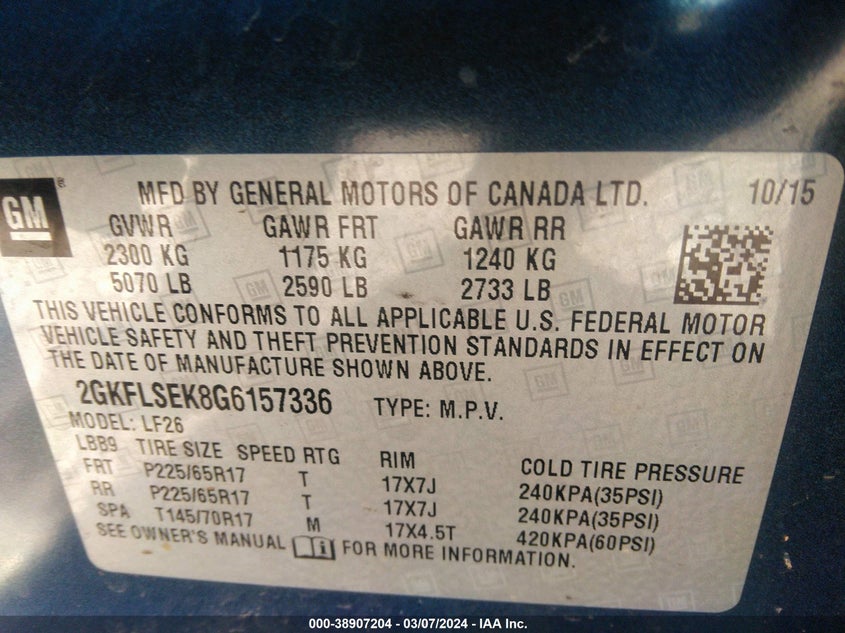 GM
MFD BY GENERAL MOTORS OF CANADA LTD. 10/15
GVWR GAWR FRT GAWR RR
2300 KG 1175 KG 1240 KG
5070 LB 2590 LB 2733 LB
THIS VEHICLE CONFORMS TO ALL APPLICABLE U.S. FEDERAL MOTOR
VEHICLE SAFETY AND THEFT PREVENTION STANDARDS IN EFFECT ON
THE DATE OF MANUFACTURE SHOWN ABOVE.
2GKFLSEK8G6157336 TYPE: M.P.V.
MODEL: LF26
LBB9 TIRE SIZE SPEED RTG RIM COLD TIRE PRESSURE
FRT P225/65R17 T 17X7J 240KPA(35PSI)
RR P225/65R17 T 17X7J 240KPA(35PSI)
SPA T145/70R17 M 17X4.5T 420KPA(60PSI)
SEE OWNER'S MANUAL FOR MORE INFORMATION.
000-38907204 - 03/07/2024 - IAA Inc.